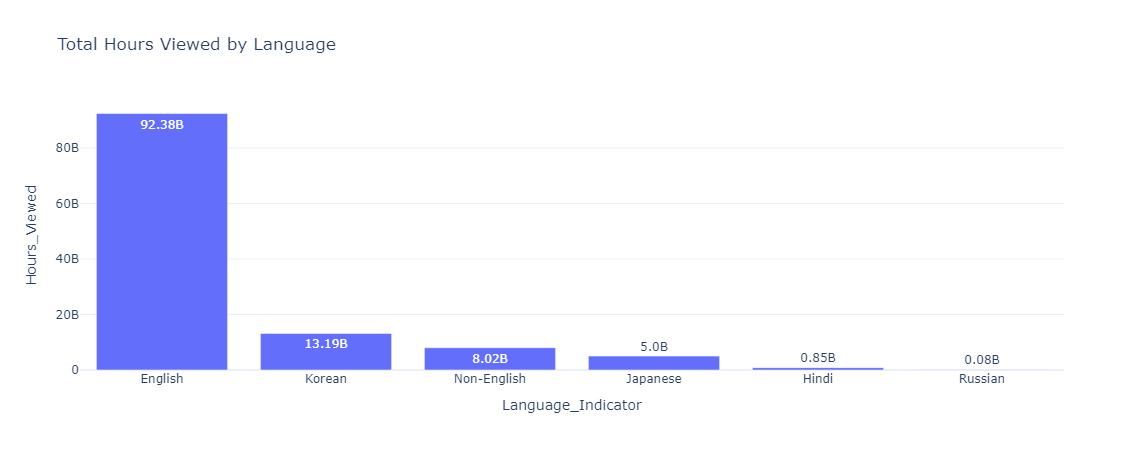 Total Hours Viewed by Language
Hours_Viewed
80B
60B
40B
20B
0
92.38B
13.19B
8.02B
5.0B
0.85B
0.08B
English
Korean
Non-English
Japanese
Hindi
Russian
Language_Indicator